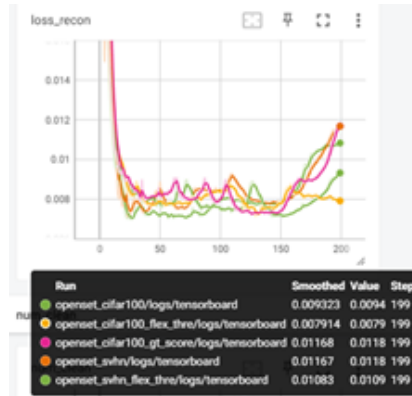 loss_recon
0.014
0.012
0.01
0.008
0 50 100 150 200
Run Smoothed Value Step
openset_cifar100/logs/tensorboard 0.009323 0.0094 199
openset_cifar100_flex_thre/logs/tensorboard 0.007914 0.0079 199
openset_cifar100_gt_score/logs/tensorboard 0.01168 0.0118 199
openset_svhn/logs/tensorboard 0.01167 0.0118 199
openset_svhn_flex_thre/logs/tensorboard 0.01083 0.0109 199